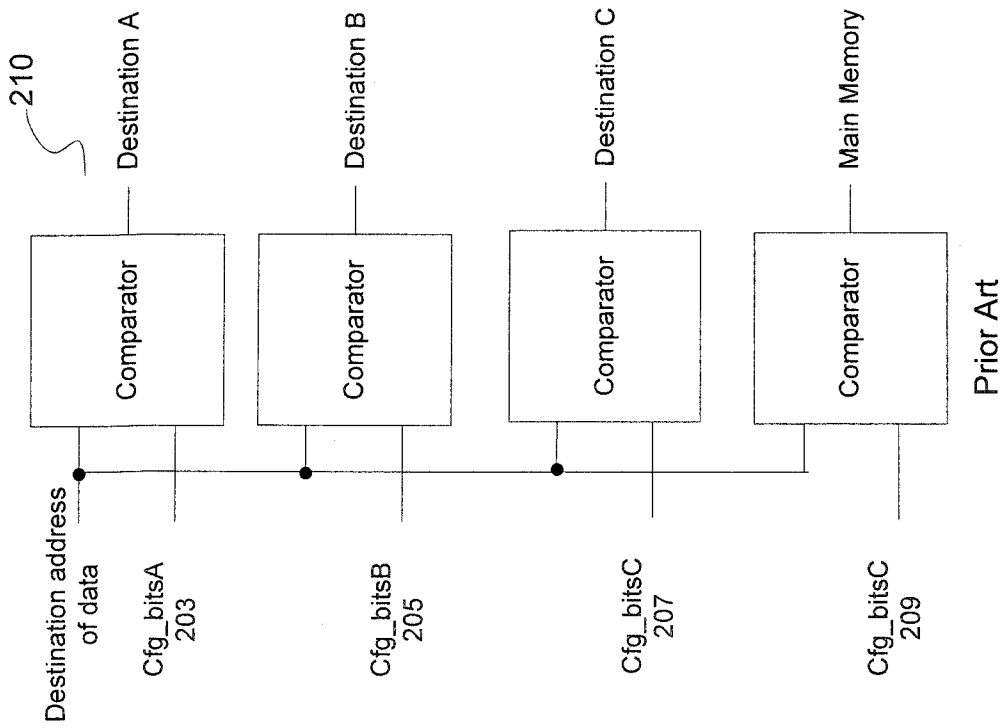 210
Destination address
of data
Comparator
Destination A
Cfg_bitsA
203
Comparator
Destination B
Cfg_bitsB
205
Comparator
Destination C
Cfg_bitsC
207
Comparator
Main Memory
Cfg_bitsC
209
Prior Art